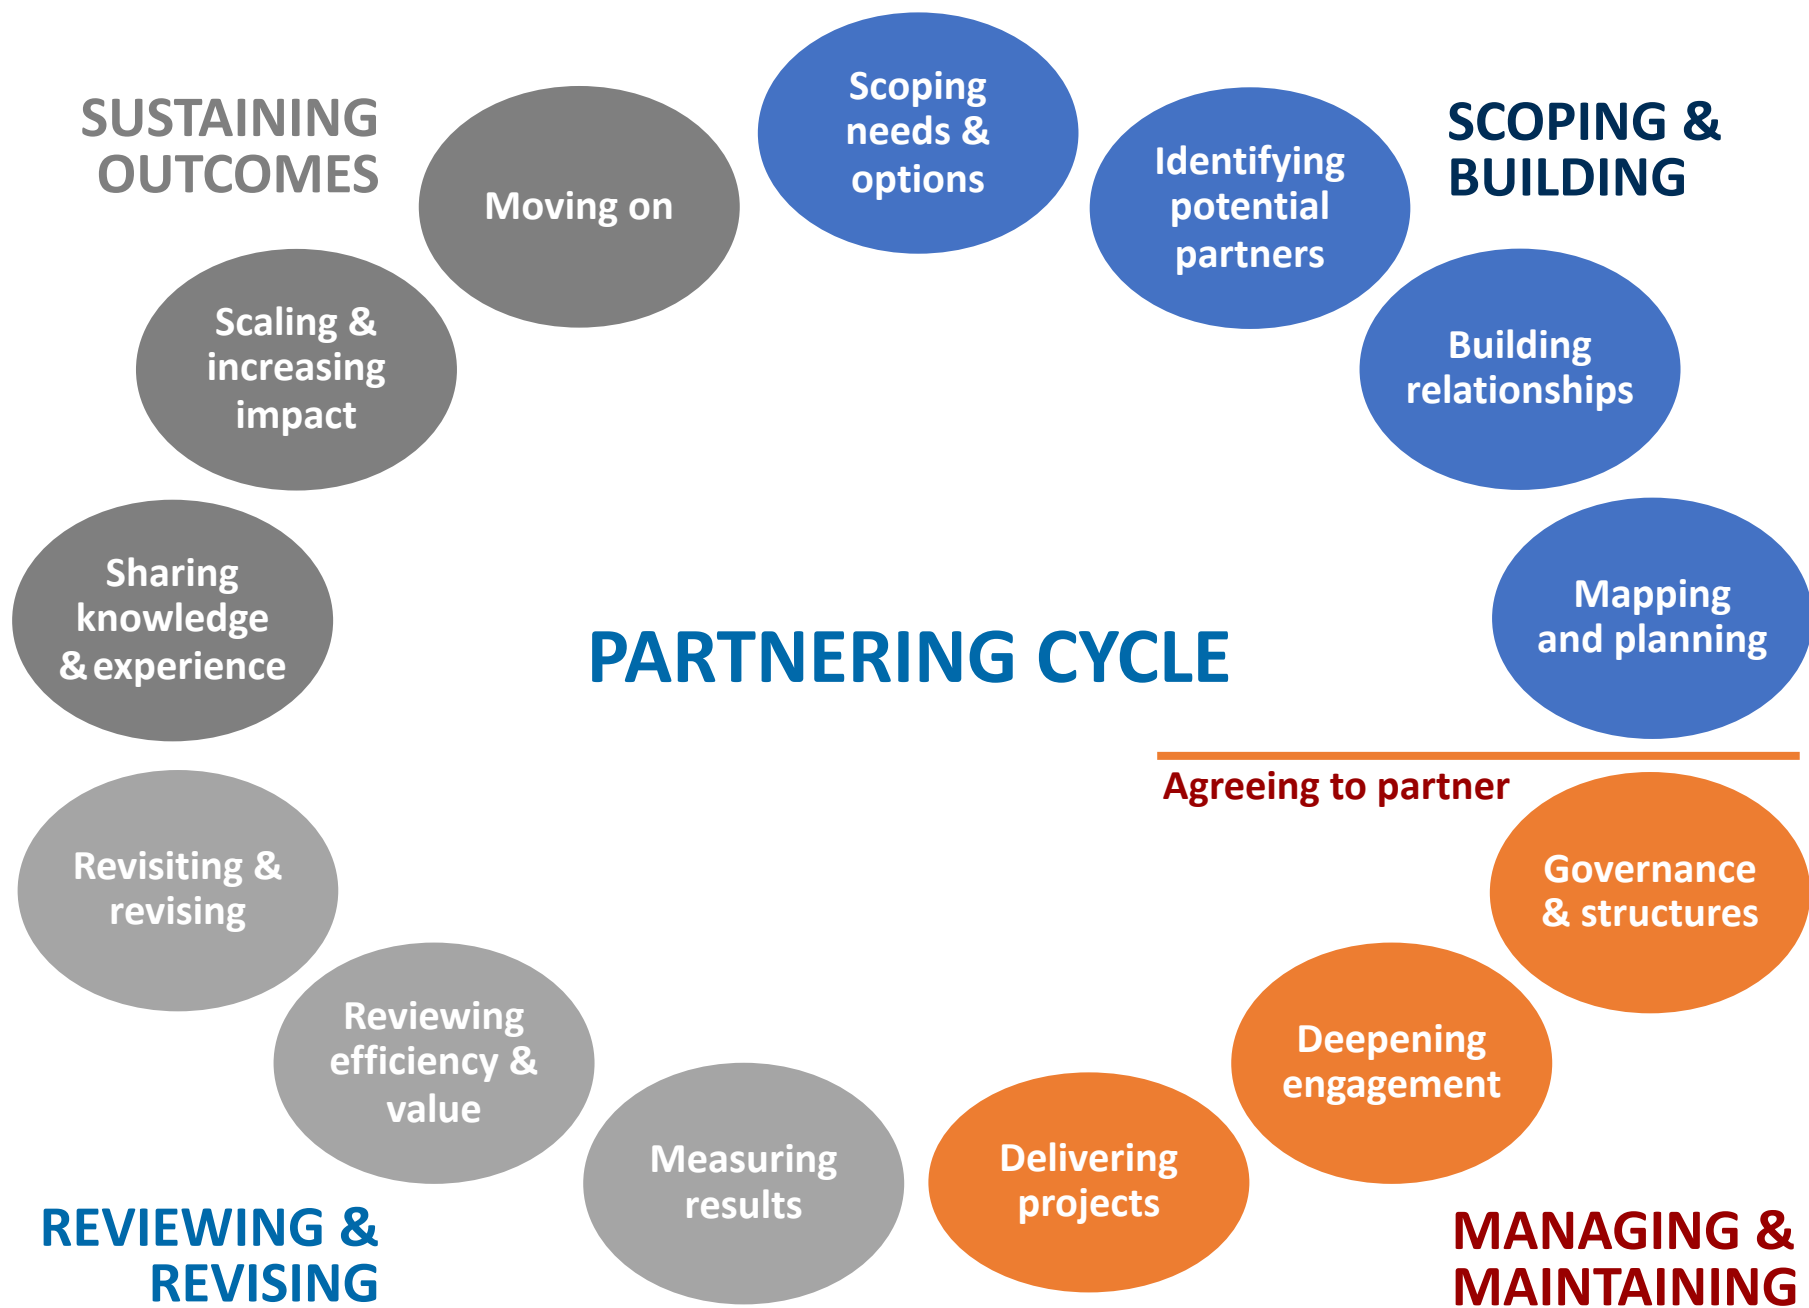 SUSTAINING
OUTCOMES
Moving on
Scoping
needs &
options
Identifying
potential
partners
SCOPING &
BUILDING
Scaling &
increasing
impact
Building
relationships
Sharing
knowledge
& experience
PARTNERING CYCLE
Mapping
and planning
Agreeing to partner
Revisiting &
revising
Governance
& structures
Reviewing
efficiency &
value
Deepening
engagement
Measuring
results
Delivering
projects
REVIEWING &
REVISING
MANAGING &
MAINTAINING